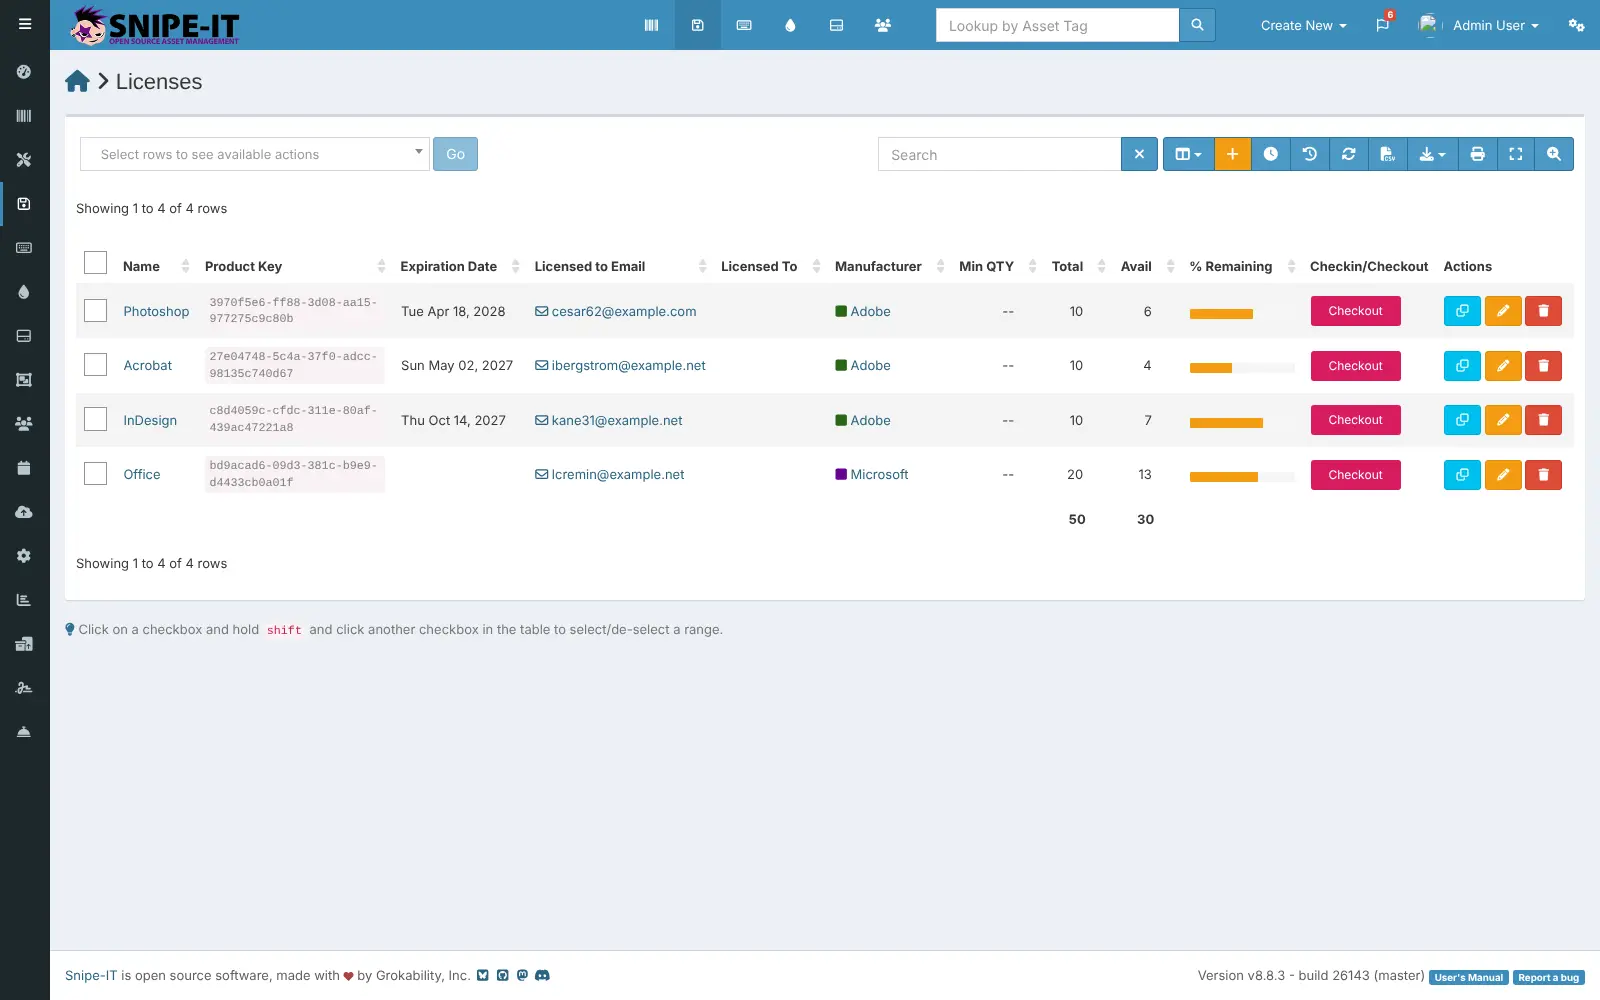 SNIPE-IT
OPEN SOURCE ASSET MANAGEMENT
Lookup by Asset Tag
Create New
6
Admin User
Licenses
Select rows to see available actions
Go
Search
CSV
Showing 1 to 4 of 4 rows
Name Product Key Expiration Date Licensed to Email Licensed To Manufacturer Min QTY Total Avail % Remaining Checkin/Checkout Actions
Photoshop 3970f5e6-ff88-3d08-aa15-977275c9c80b Tue Apr 18, 2028 cesar62@example.com Adobe -- 10 6 Checkout
Acrobat 27e04748-5c4a-37f0-adcc-98135c740d67 Sun May 02, 2027 ibergstrom@example.net Adobe -- 10 4 Checkout
InDesign c8d4059c-cfdc-311e-80af-439ac47221a8 Thu Oct 14, 2027 kane31@example.net Adobe -- 10 7 Checkout
Office bd9acad6-09d3-381c-b9e9-d4433cb0a01f lcremin@example.net Microsoft -- 20 13 Checkout
50 30
Showing 1 to 4 of 4 rows
Click on a checkbox and hold shift and click another checkbox in the table to select/de-select a range.
Snipe-IT is open source software, made with ♥ by Grokability, Inc.
Version v8.8.3 - build 26143 (master) User's Manual Report a bug